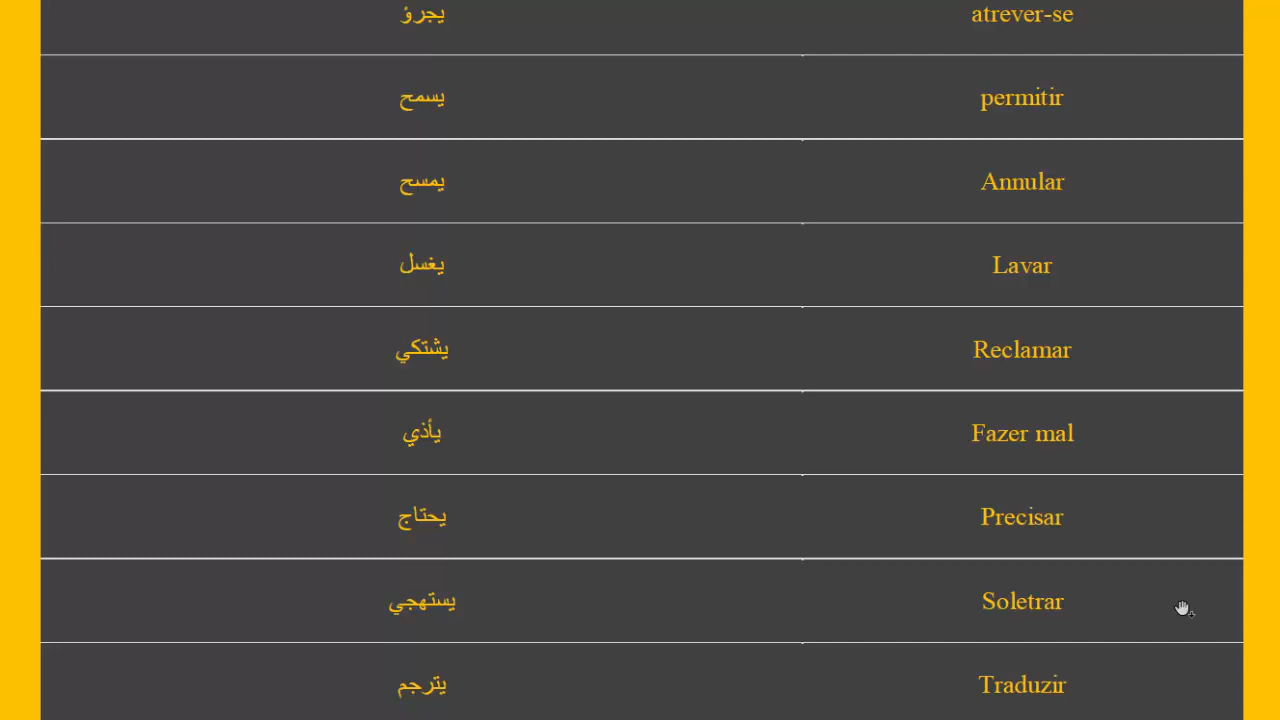 يجرؤ atrever-se
يسمح permitir
يمسح Annular
يغسل Lavar
يشتكي Reclamar
يأذي Fazer mal
يحتاج Precisar
يستهجي Soletrar
يترجم Traduzir